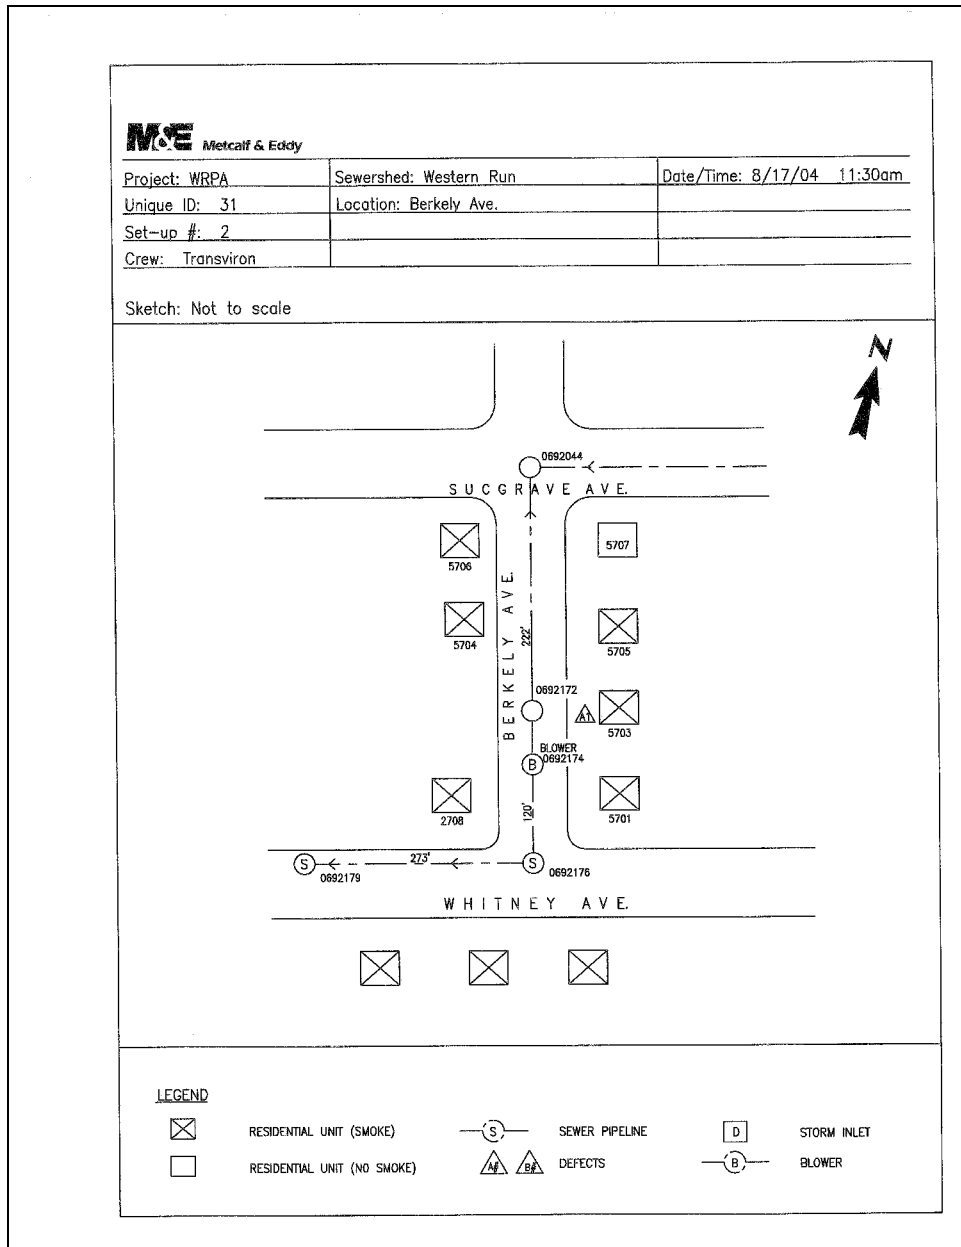 M&E Metcalf & Eddy
Project: WRPA Sewershed: Western Run Date/Time: 8/17/04 11:30am
Unique ID: 31 Location: Berkely Ave.
Set-up #: 2
Crew: Transviron
Sketch: Not to scale
N
0692044
SUCGRAVE AVE.
5706
5707
BERKELY AVE.
222'
5704
5705
0692172
A1
5703
BLOWER
0692174
B
2708
120'
5701
S
273'
S
0692179
0692176
WHITNEY AVE.
LEGEND
RESIDENTIAL UNIT (SMOKE) S SEWER PIPELINE D STORM INLET
RESIDENTIAL UNIT (NO SMOKE) A# B# DEFECTS B BLOWER